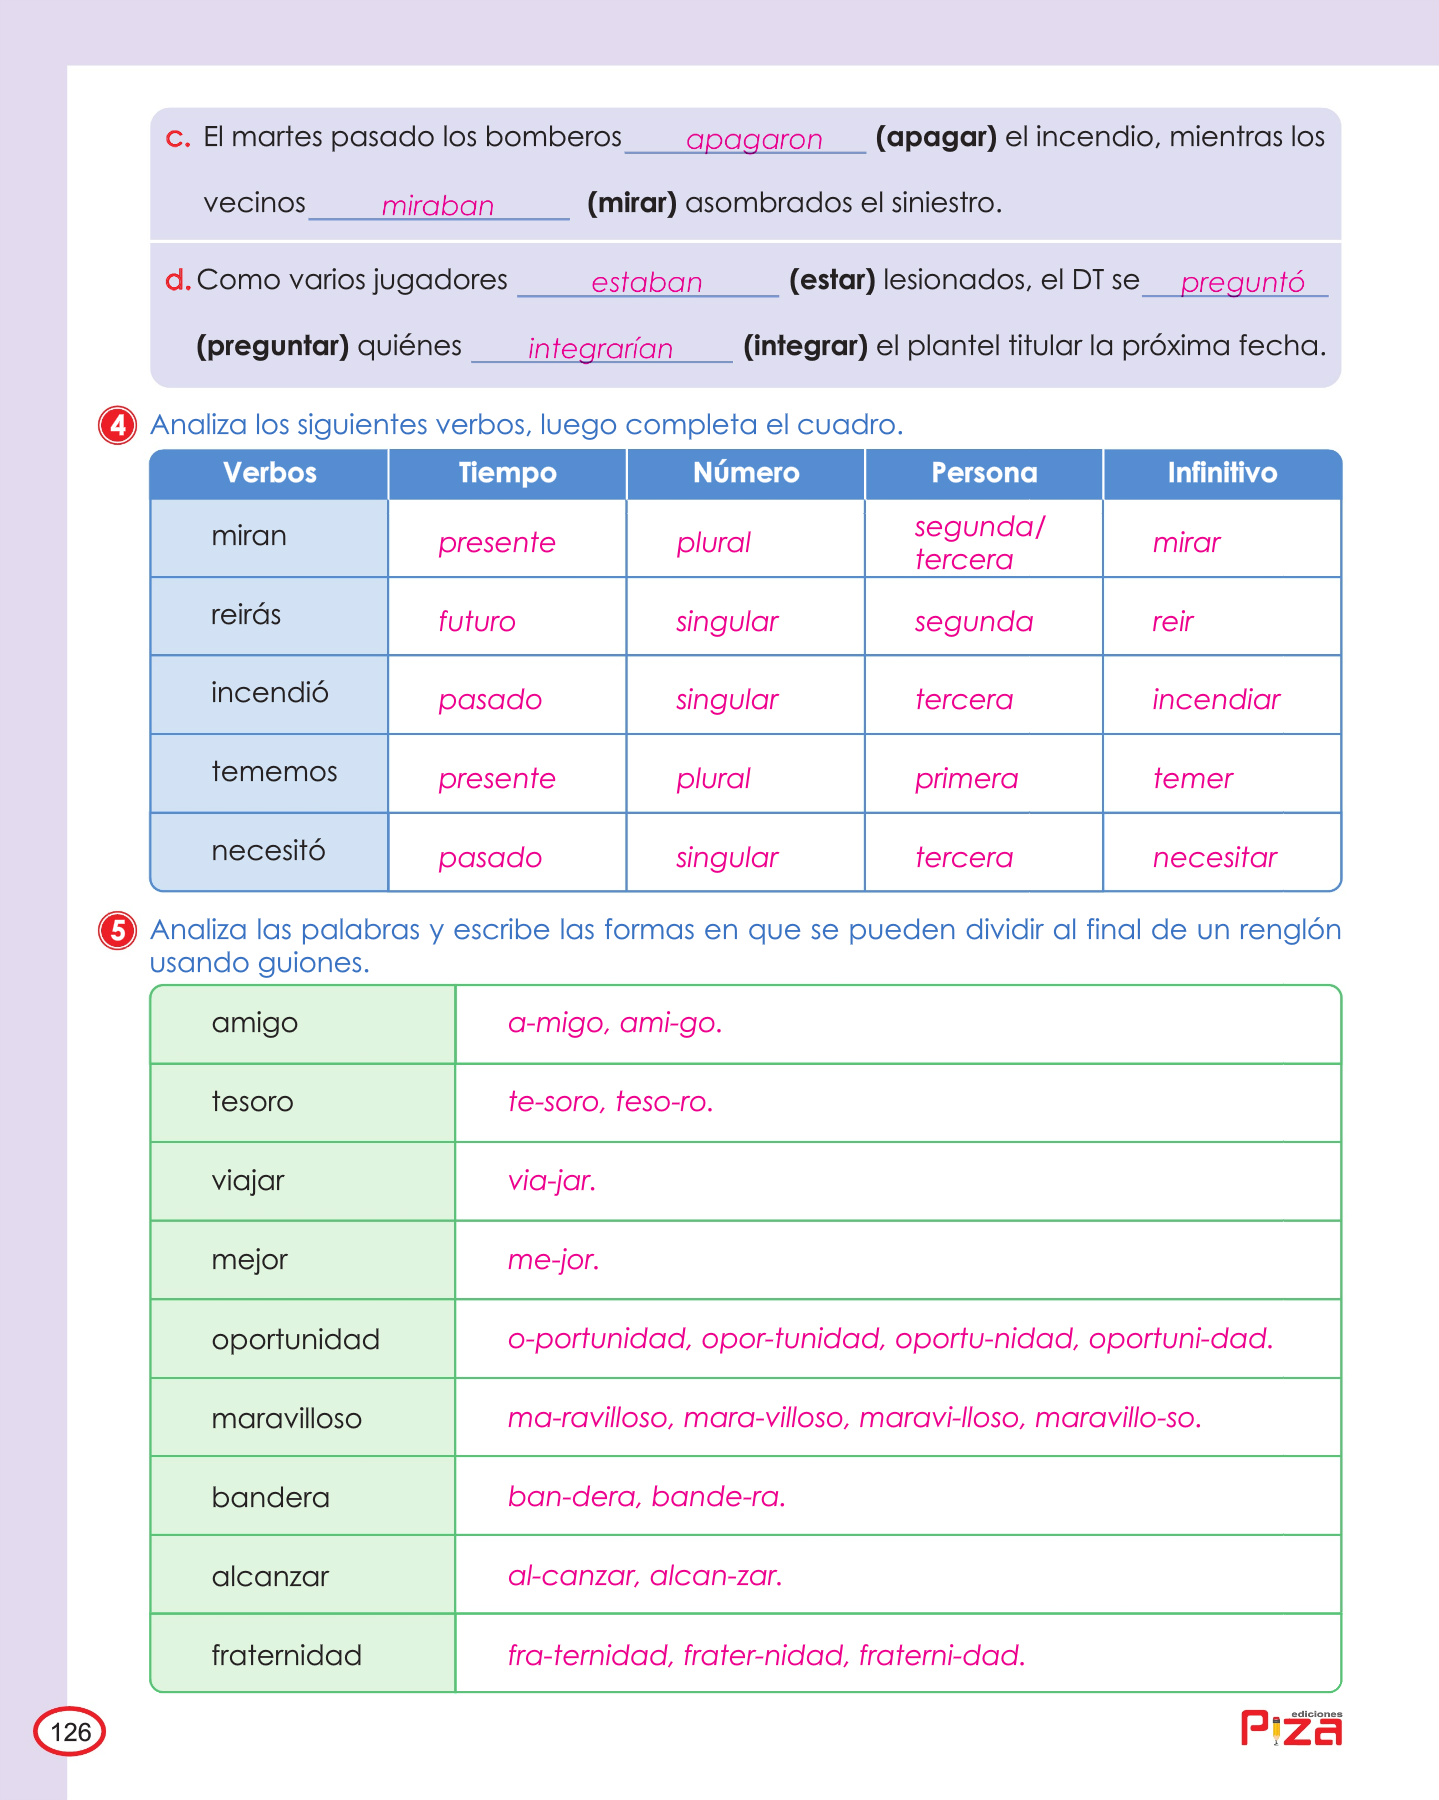 c. El martes pasado los bomberos apagaron (apagar) el incendio, mientras los
vecinos miraban (mirar) asombrados el siniestro.
d. Como varios jugadores estaban (estar) lesionados, el DT se preguntó
(preguntar) quiénes integrarían (integrar) el plantel titular la próxima fecha.
4 Analiza los siguientes verbos, luego completa el cuadro.
Verbos Tiempo Número Persona Infinitivo
miran presente plural segunda/
tercera mirar
reirás futuro singular segunda reir
incendió pasado singular tercera incendiar
tememos presente plural primera temer
necesitó pasado singular tercera necesitar
5 Analiza las palabras y escribe las formas en que se pueden dividir al final de un renglón
usando guiones.
amigo a-migo, ami-go.
tesoro te-soro, teso-ro.
viajar via-jar.
mejor me-jor.
oportunidad o-portunidad, opor-tunidad, oportu-nidad, oportuni-dad.
maravilloso ma-ravilloso, mara-villoso, maravi-lloso, maravillo-so.
bandera ban-dera, bande-ra.
alcanzar al-canzar, alcan-zar.
fraternidad fra-ternidad, frater-nidad, fraterni-dad.
126
ediciones
Piza